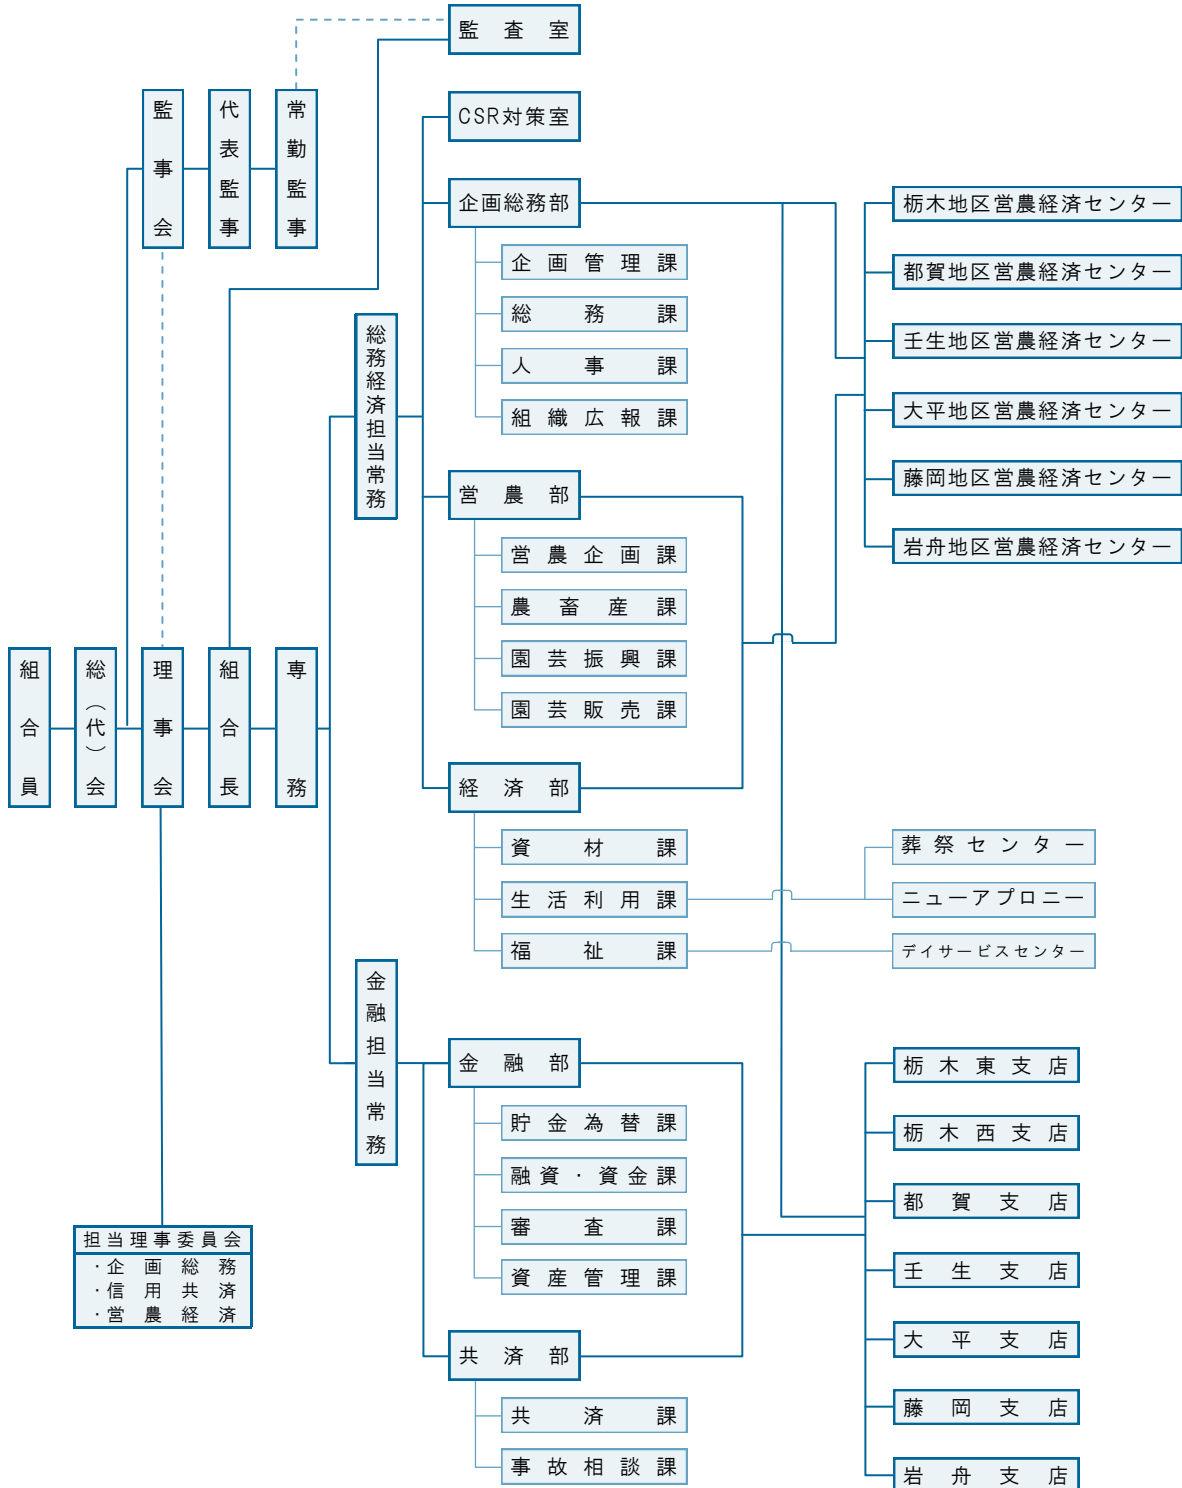 監査室
監事会
代表監事
常勤監事
CSR対策室
企画総務部
企画管理課
総務課
人事課
組織広報課
総務経済担当常務
営農部
営農企画課
農畜産課
園芸振興課
園芸販売課
組合員
総（代）会
理事会
組合長
専務
経済部
資材課
生活利用課
福祉課
栃木地区営農経済センター
都賀地区営農経済センター
壬生地区営農経済センター
大平地区営農経済センター
藤岡地区営農経済センター
岩舟地区営農経済センター
葬祭センター
ニューアプロニー
デイサービスセンター
金融担当常務
金融部
貯金為替課
融資・資金課
審査課
資産管理課
共済部
共済課
事故相談課
担当理事委員会
・企画総務
・信用共済
・営農経済
栃木東支店
栃木西支店
都賀支店
壬生支店
大平支店
藤岡支店
岩舟支店